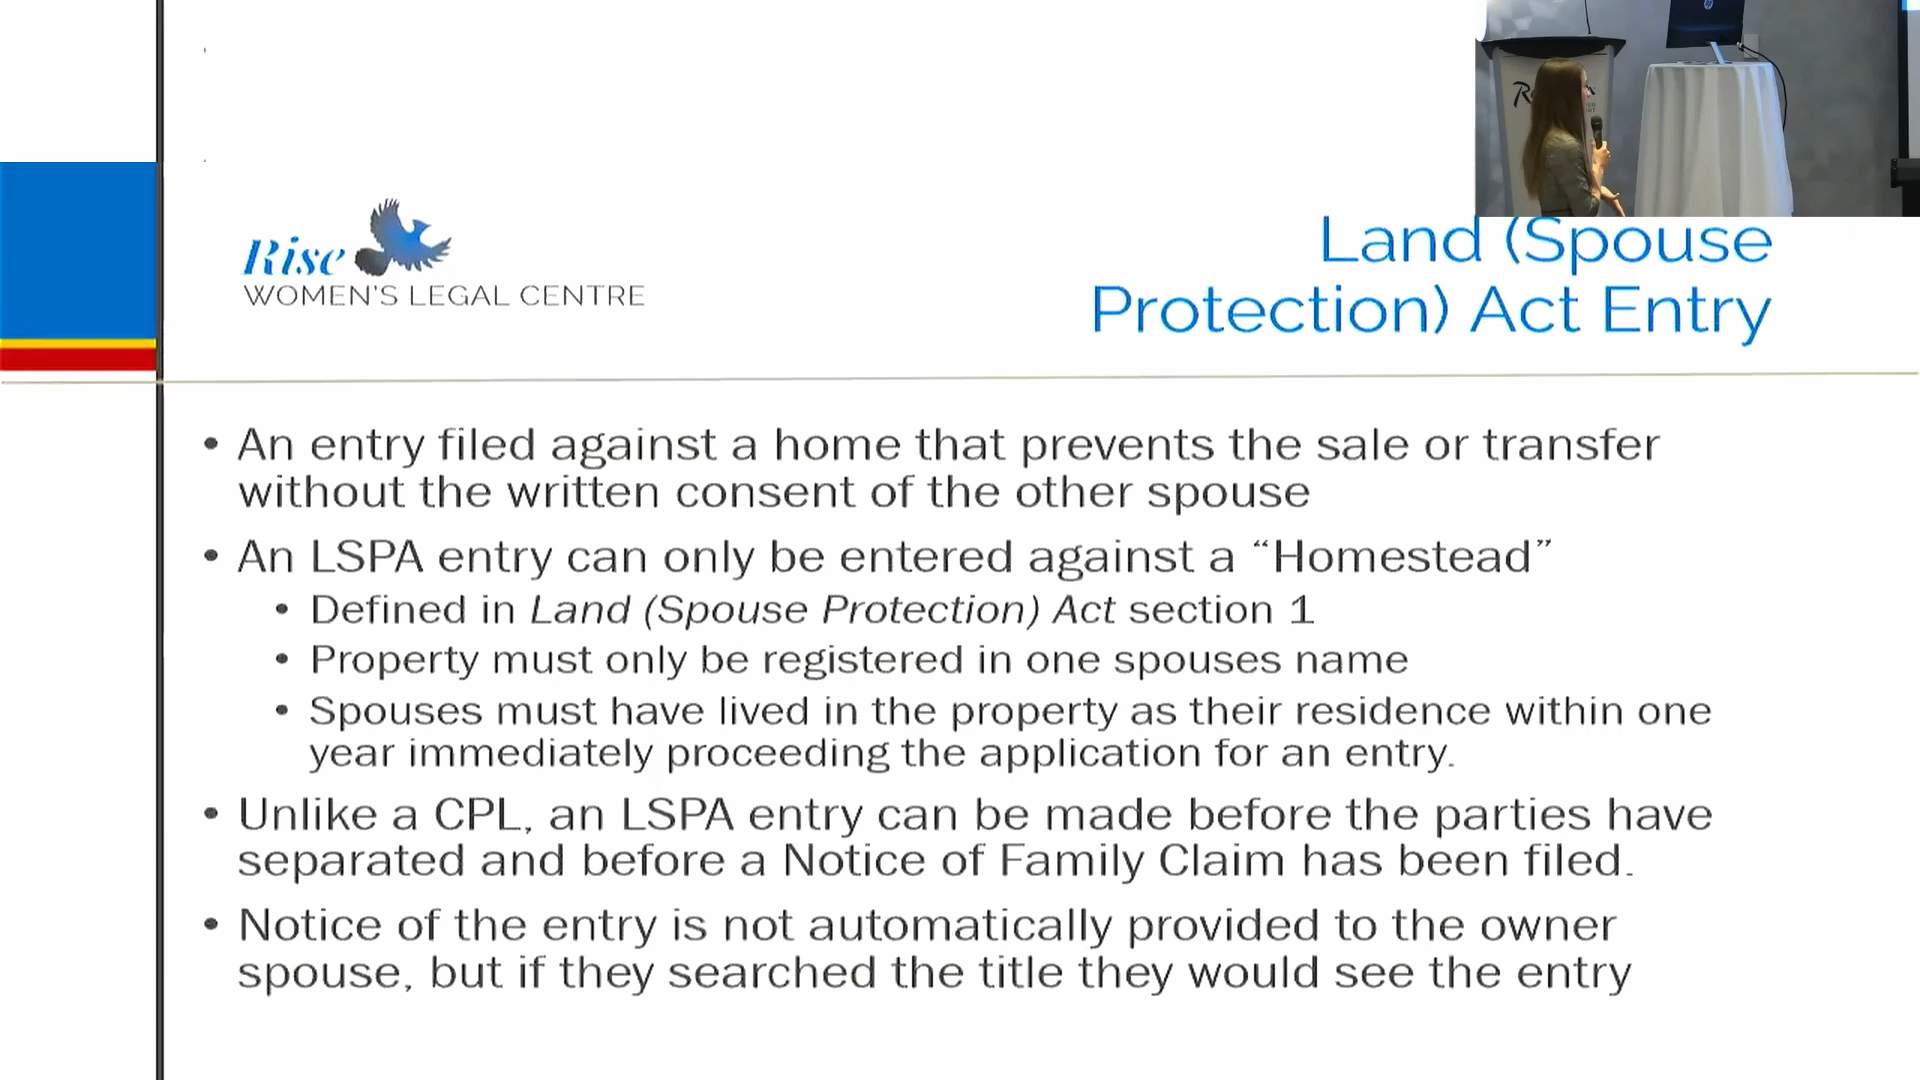 Rise
WOMEN'S LEGAL CENTRE
Land (Spouse
Protection) Act Entry
• An entry filed against a home that prevents the sale or transfer
without the written consent of the other spouse
• An LSPA entry can only be entered against a “Homestead”
• Defined in Land (Spouse Protection) Act section 1
• Property must only be registered in one spouses name
• Spouses must have lived in the property as their residence within one
year immediately proceeding the application for an entry.
• Unlike a CPL, an LSPA entry can be made before the parties have
separated and before a Notice of Family Claim has been filed.
• Notice of the entry is not automatically provided to the owner
spouse, but if they searched the title they would see the entry